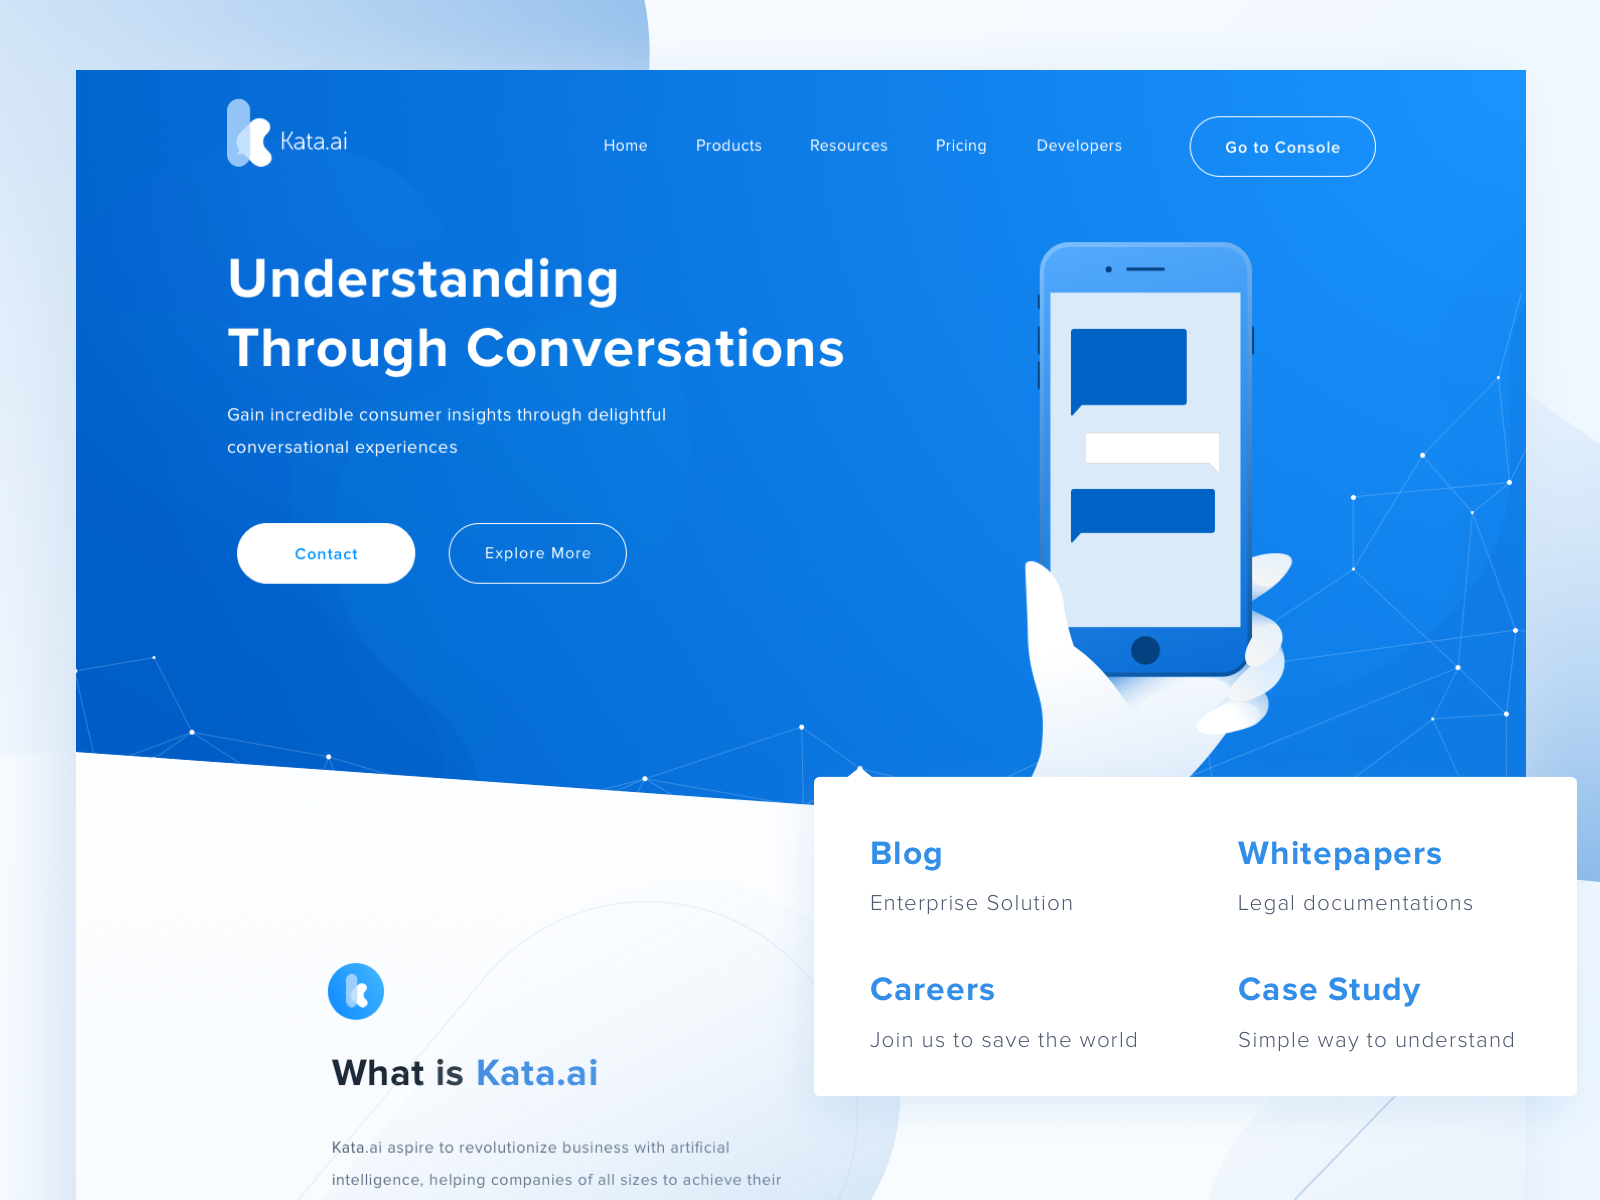 Kata.ai
Home
Products
Resources
Pricing
Developers
Go to Console
Understanding
Through Conversations
Gain incredible consumer insights through delightful
conversational experiences
Contact
Explore More
Blog
Enterprise Solution
Whitepapers
Legal documentations
Careers
Join us to save the world
Case Study
Simple way to understand
What is Kata.ai
Kata.ai aspire to revolutionize business with artificial
intelligence, helping companies of all sizes to achieve their